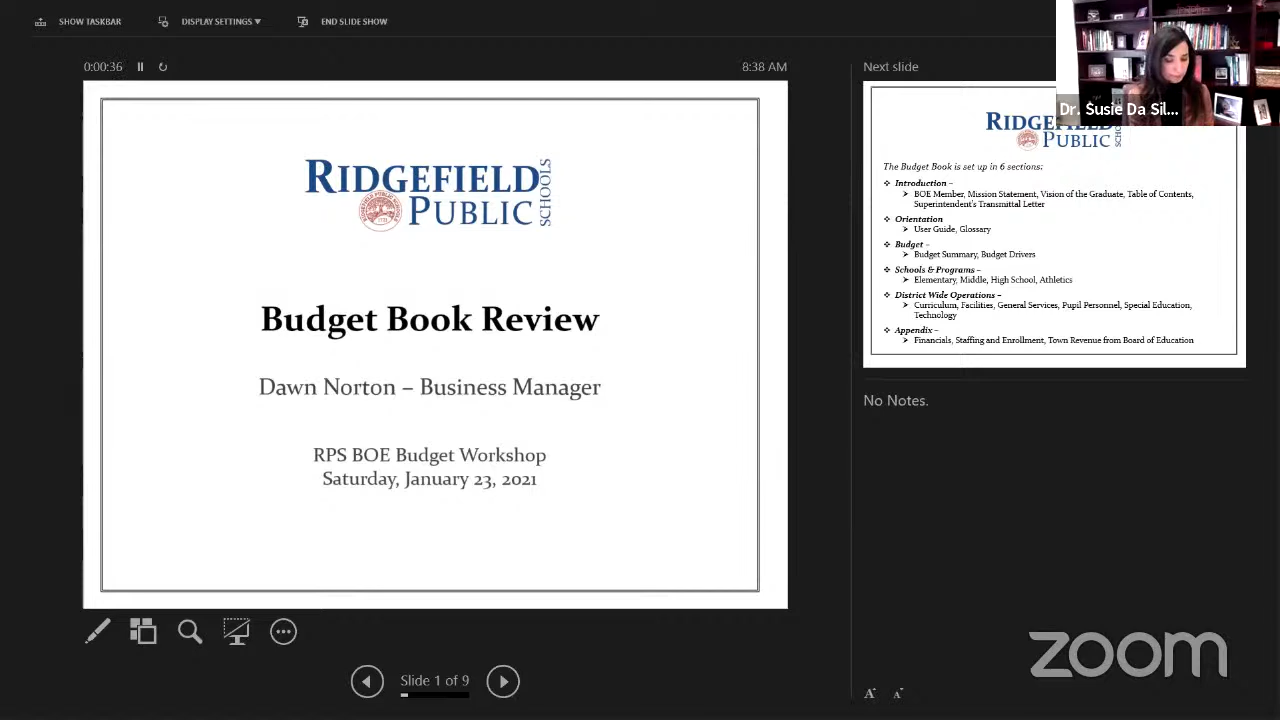 SHOW TASKBAR
DISPLAY SETTINGS ▼
END SLIDE SHOW
0:00:36
8:38 AM
RIDGEFIELD
PUBLIC
SCHOOLS
Budget Book Review
Dawn Norton – Business Manager
RPS BOE Budget Workshop
Saturday, January 23, 2021
Slide 1 of 9
Next slide
Dr. Susie Da Sil...
RIDGEFIELD
PUBLIC
The Budget Book is set up in 6 sections:
❖ Introduction –
➢ BOE Member, Mission Statement, Vision of the Graduate, Table of Contents,
Superintendent's Transmittal Letter
❖ Orientation
➢ User Guide, Glossary
❖ Budget –
➢ Budget Summary, Budget Drivers
❖ Schools & Programs –
➢ Elementary, Middle, High School, Athletics
❖ District Wide Operations –
➢ Curriculum, Facilities, General Services, Pupil Personnel, Special Education,
Technology
❖ Appendix –
➢ Financials, Staffing and Enrollment, Town Revenue from Board of Education
No Notes.
A A
zoom